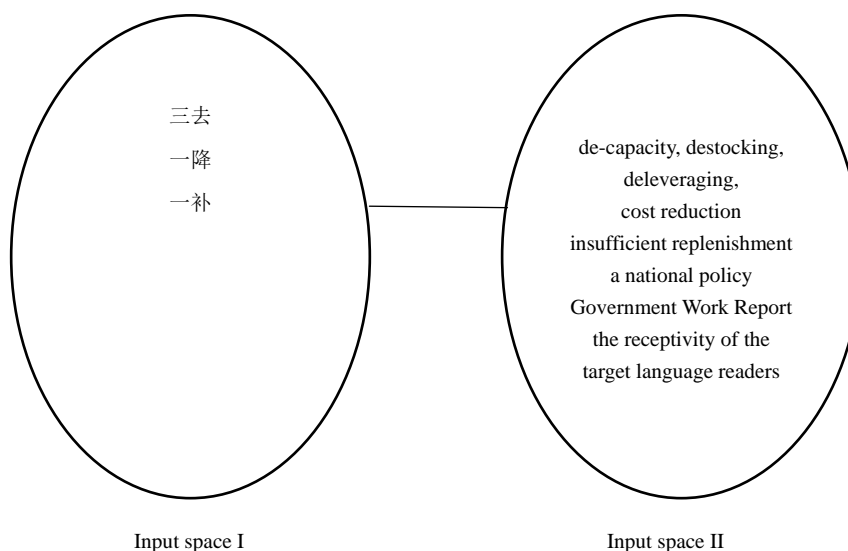 三去
一降
一补
de-capacity, destocking,
deleveraging,
cost reduction
insufficient replenishment
a national policy
Government Work Report
the receptivity of the
target language readers
Input space I
Input space II